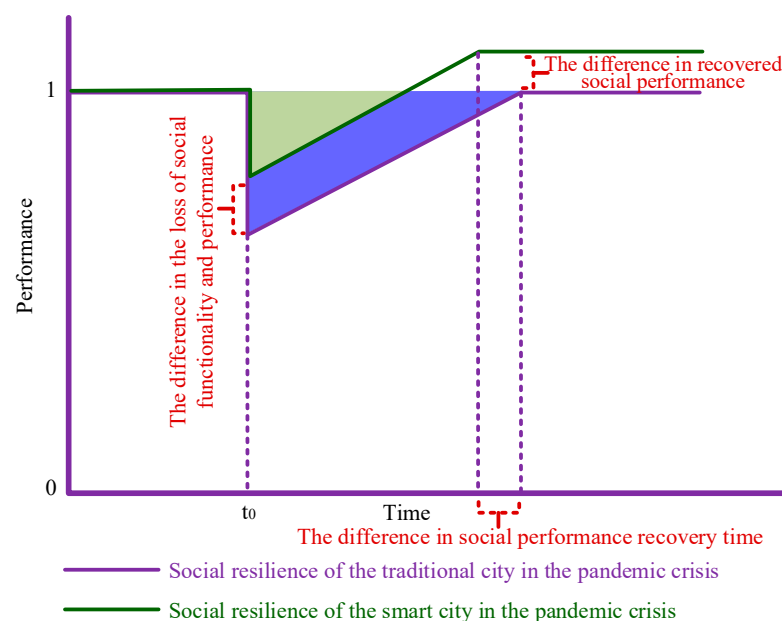 The difference in recovered
social performance
1
The difference in the loss of social
functionality and performance
Performance
0
t0
Time
The difference in social performance recovery time
Social resilience of the traditional city in the pandemic crisis
Social resilience of the smart city in the pandemic crisis